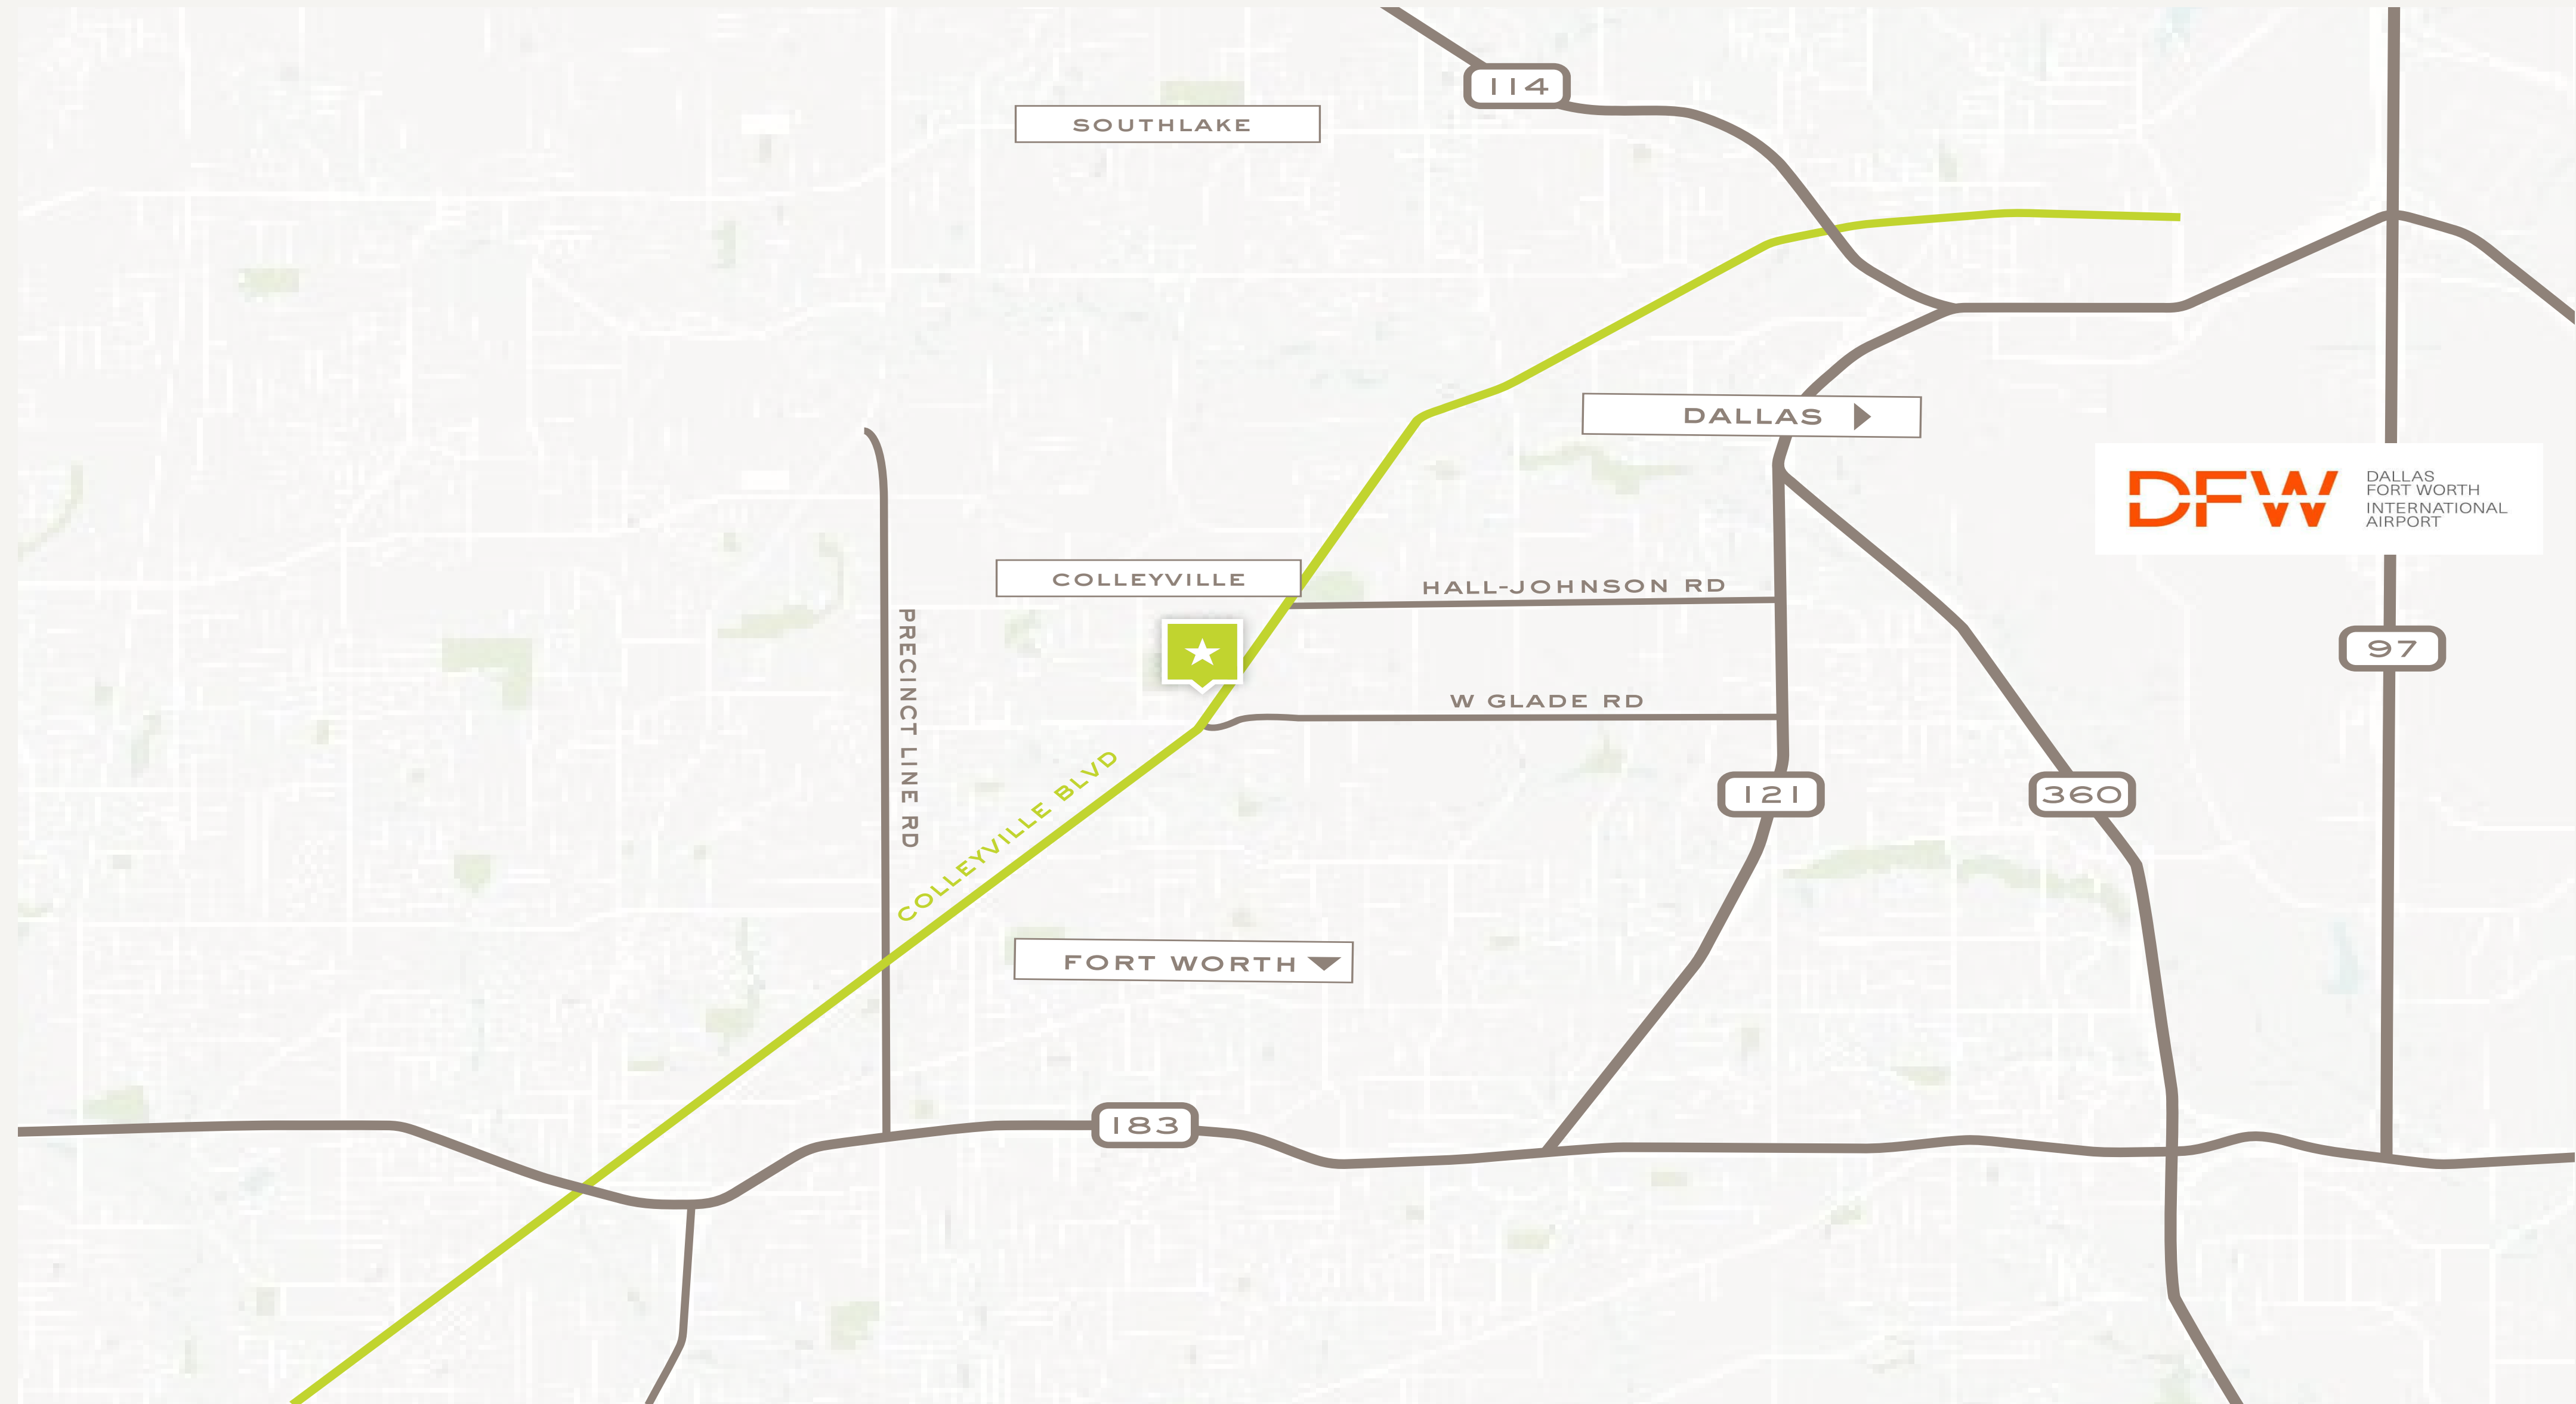 114
SOUTHLAKE
DALLAS
DFW
DALLAS
FORT WORTH
INTERNATIONAL
AIRPORT
COLLEYVILLE
HALL-JOHNSON RD
PRECINCT LINE RD
97
W GLADE RD
COLLEYVILLE BLVD
121
360
FORT WORTH
183